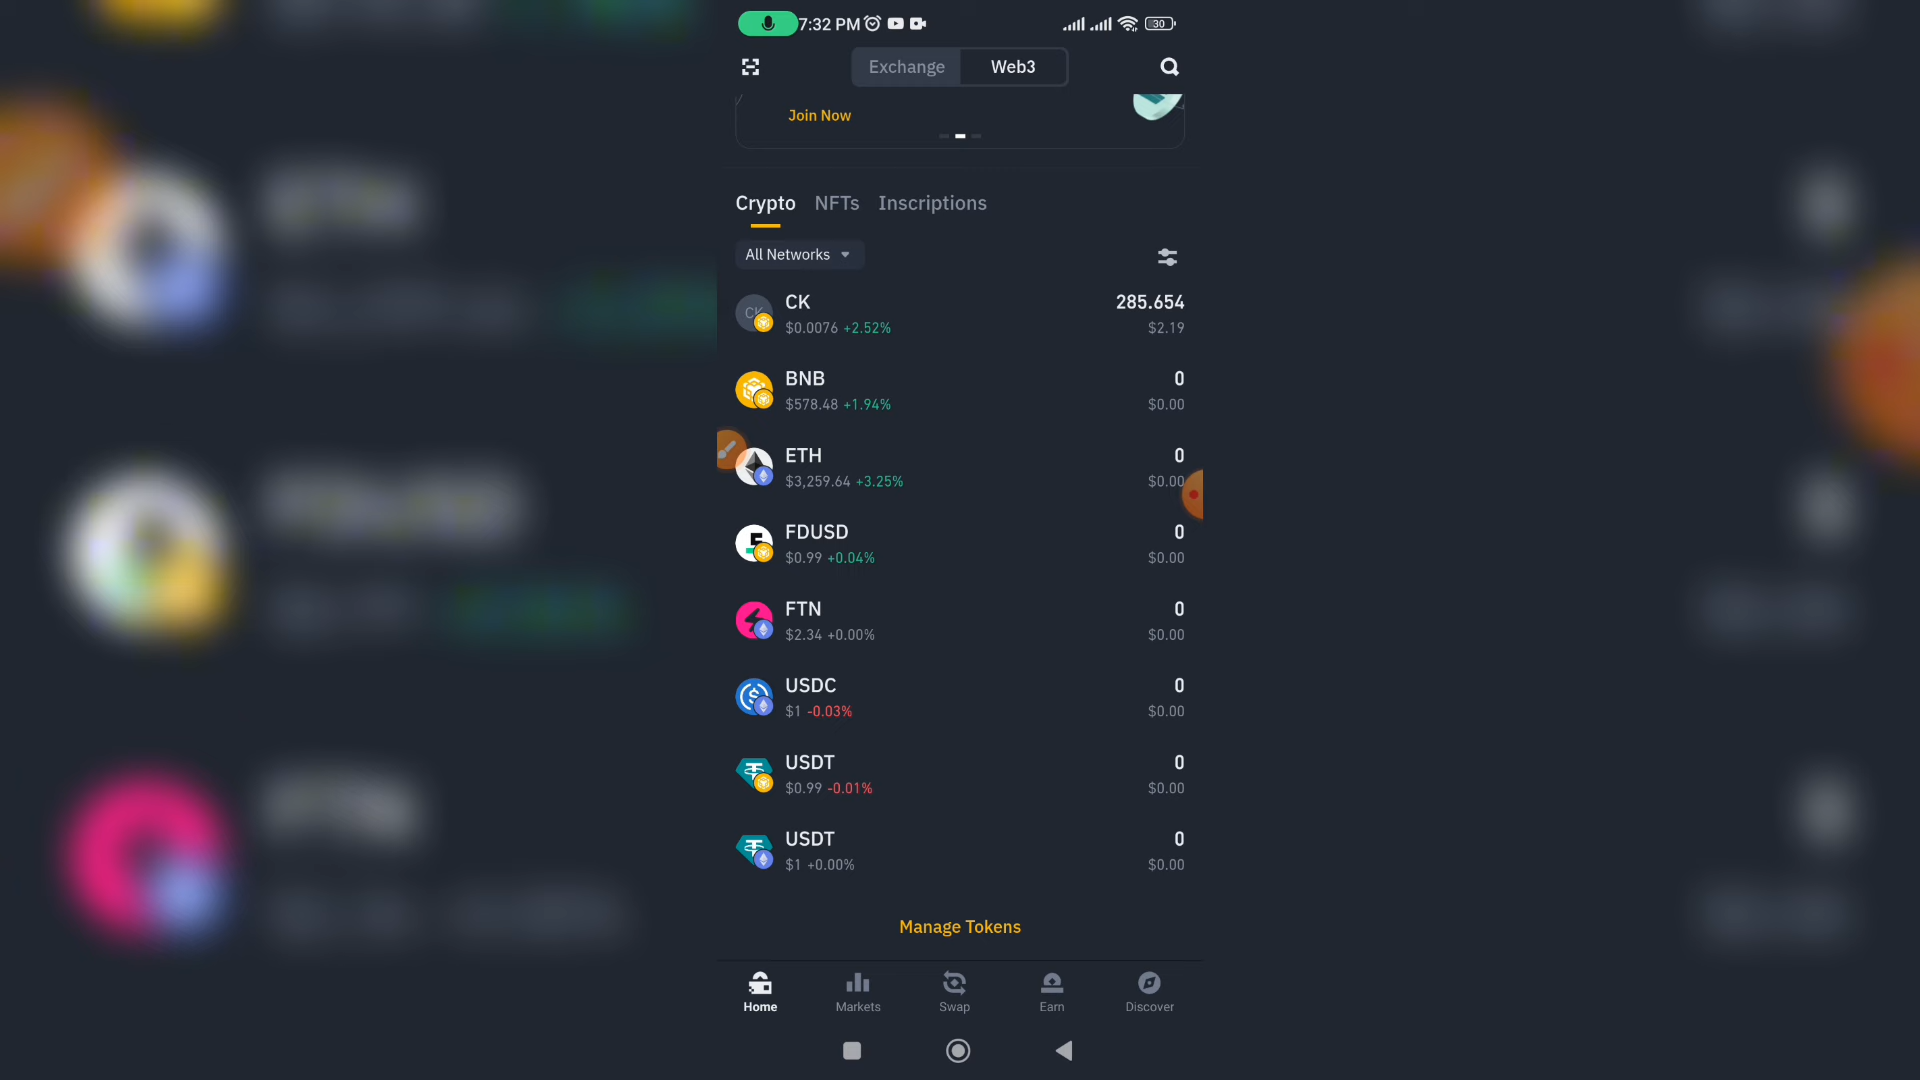 7:32 PM
30
Exchange Web3
Join Now
Crypto NFTs Inscriptions
All Networks
CK CK 285.654
$0.0076 +2.52% $2.19
BNB 0
$578.48 +1.94% $0.00
ETH 0
$3,259.64 +3.25% $0.00
FDUSD 0
$0.99 +0.04% $0.00
FTN 0
$2.34 +0.00% $0.00
USDC 0
$1 -0.03% $0.00
USDT 0
$0.99 -0.01% $0.00
USDT 0
$1 +0.00% $0.00
Manage Tokens
Home Markets Swap Earn Discover